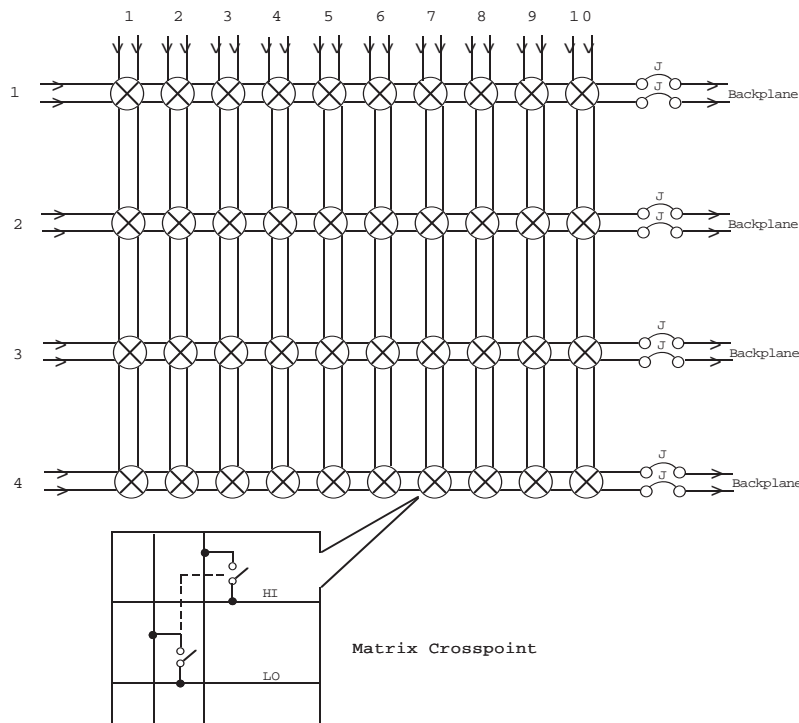 1 2 3 4 5 6 7 8 9 10
J
1 J Backplane
J
2 J Backplane
J
3 J Backplane
J
4 J Backplane
HI
Matrix Crosspoint
LO